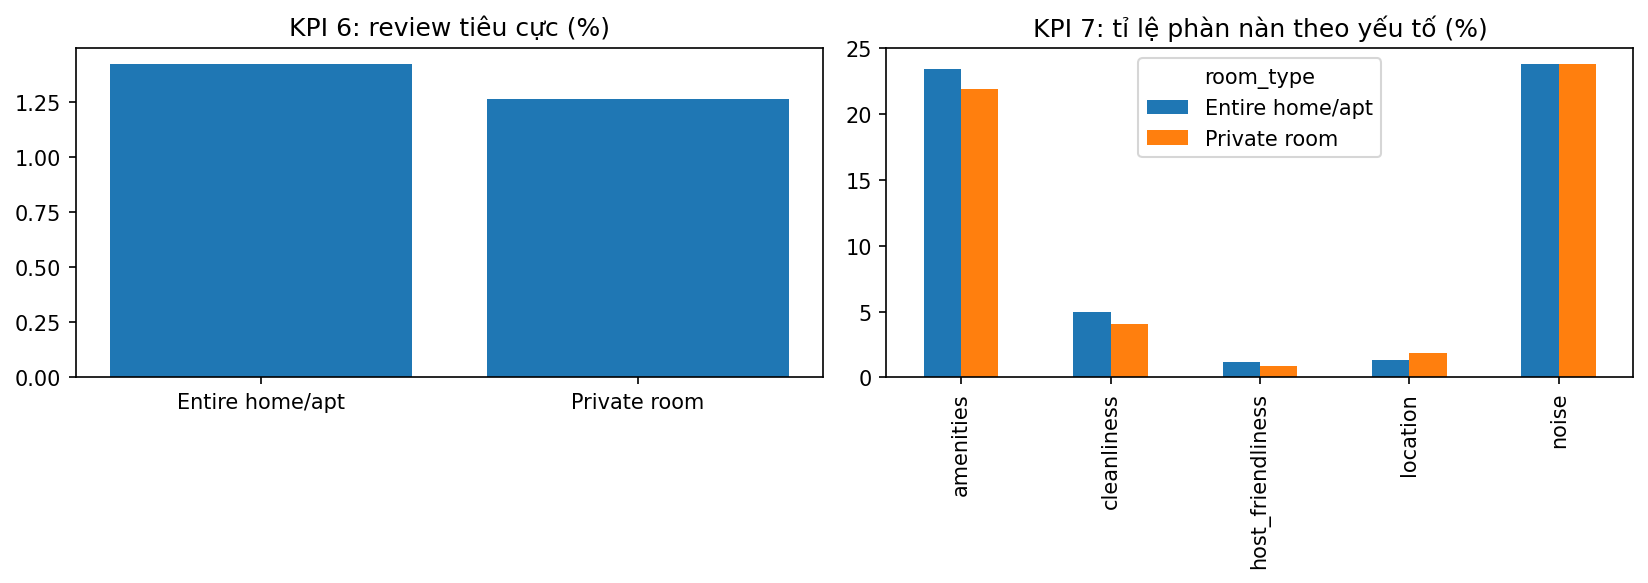 KPI 6: review tiêu cực (%)
1.25
1.00
0.75
0.50
0.25
0.00
Entire home/apt
Private room
KPI 7: tỉ lệ phàn nàn theo yếu tố (%)
25
20
15
10
5
0
room_type
Entire home/apt
Private room
amenities
cleanliness
host_friendliness
location
noise